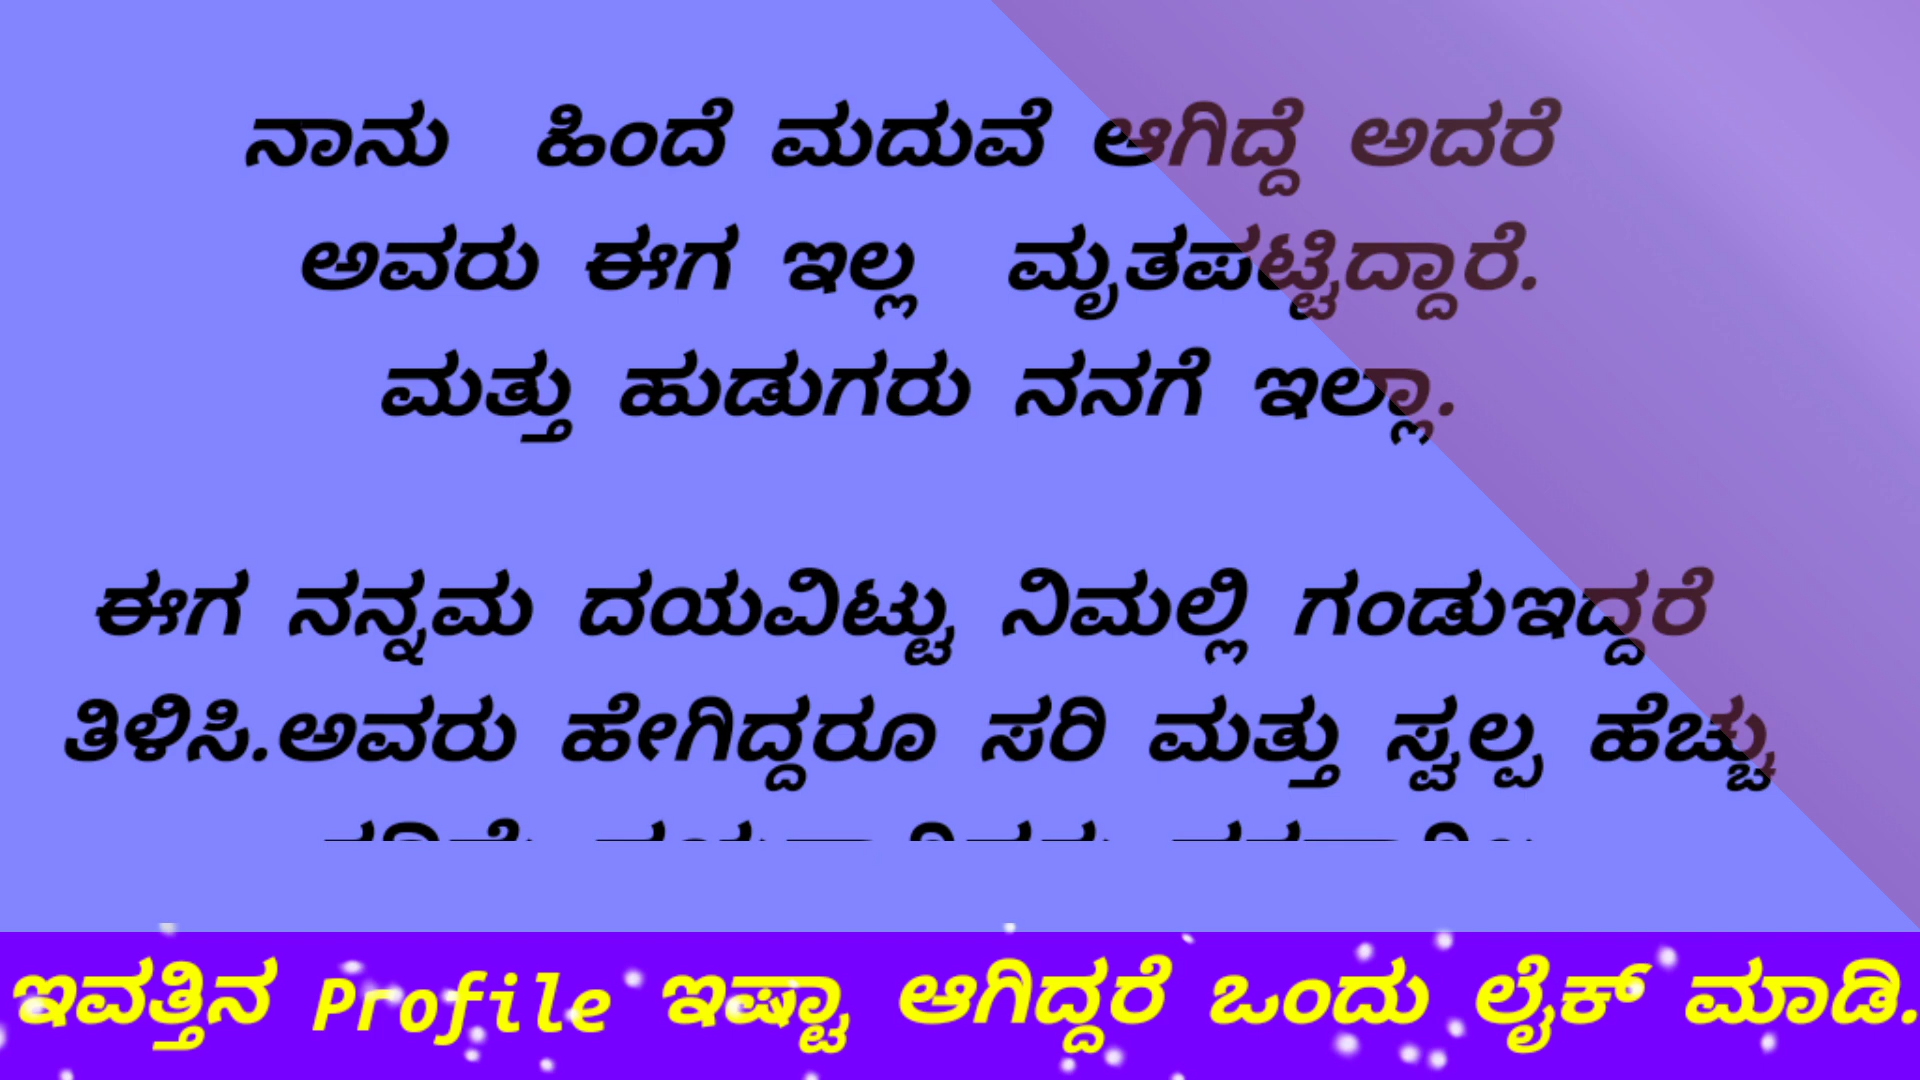 ನಾನು ಹಿಂದೆ ಮದುವೆ ಆಗಿದ್ದೆ ಅದರೆ
ಅವರು ಈಗ ಇಲ್ಲ ಮೃತಪಟ್ಟಿದ್ದಾರೆ.
ಮತ್ತು ಹುಡುಗರು ನನಗೆ ಇಲ್ಲಾ.
ಈಗ ನನ್ನಮ ದಯವಿಟ್ಟು ನಿಮಲ್ಲಿ ಗಂಡುಇದ್ದರೆ
ತಿಳಿಸಿ.ಅವರು ಹೇಗಿದ್ದರೂ ಸರಿ ಮತ್ತು ಸ್ವಲ್ಪ ಹೆಚ್ಚು
ಇವತ್ತಿನ Profile ಇಷ್ಟಾ ಆಗಿದ್ದರೆ ಒಂದು ಲೈಕ್ ಮಾಡಿ.